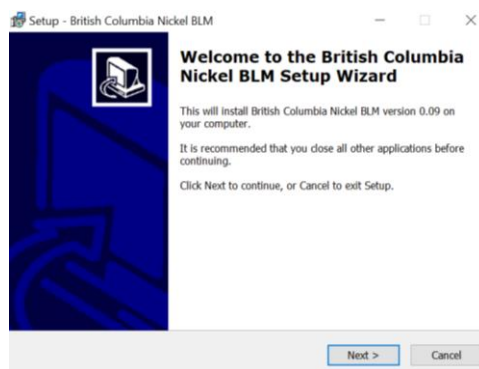 Setup - British Columbia Nickel BLM
Welcome to the British Columbia
Nickel BLM Setup Wizard
This will install British Columbia Nickel BLM version 0.09 on
your computer.
It is recommended that you close all other applications before
continuing.
Click Next to continue, or Cancel to exit Setup.
Next >
Cancel